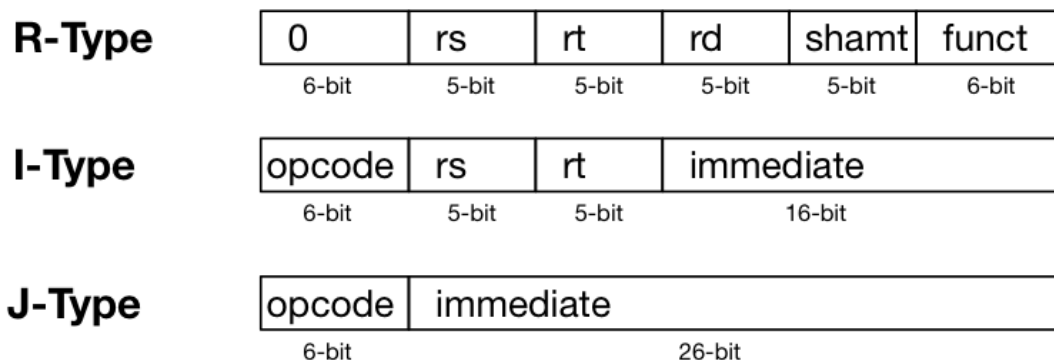 R-Type 0 rs rt rd shamt funct
6-bit 5-bit 5-bit 5-bit 5-bit 6-bit
I-Type opcode rs rt immediate
6-bit 5-bit 5-bit 16-bit
J-Type opcode immediate
6-bit 26-bit